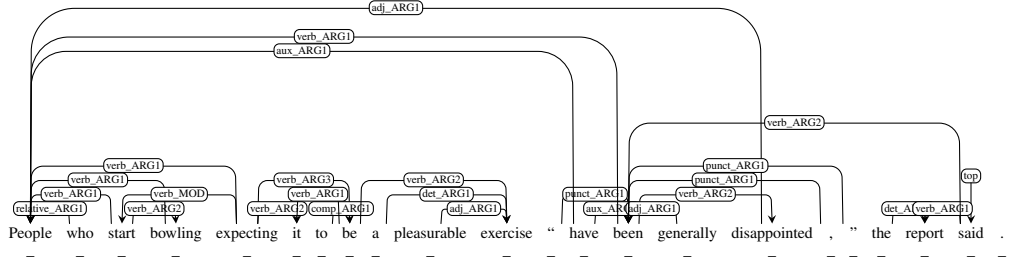 adj_ARG1
verb_ARG1
aux_ARG1
verb_ARG2
verb_ARG1 verb_ARG3 punct_ARG1
verb_ARG1 verb_ARG2 punct_ARG1 top
verb_ARG1 verb_MOD verb_ARG1 det_ARG1 punct_ARG1 verb_ARG2
relative_ARG1 verb_ARG2 verb_ARG2 comp_ARG1 adj_ARG1 adj_ARG1 verb_ARG1
People who start bowling expecting it to be a pleasurable exercise “ have been generally disappointed , ” the report said .
_ _ _ _ _ _ _ _ _ _ _ _ _ _ _ _ _ _ _ _ _ _